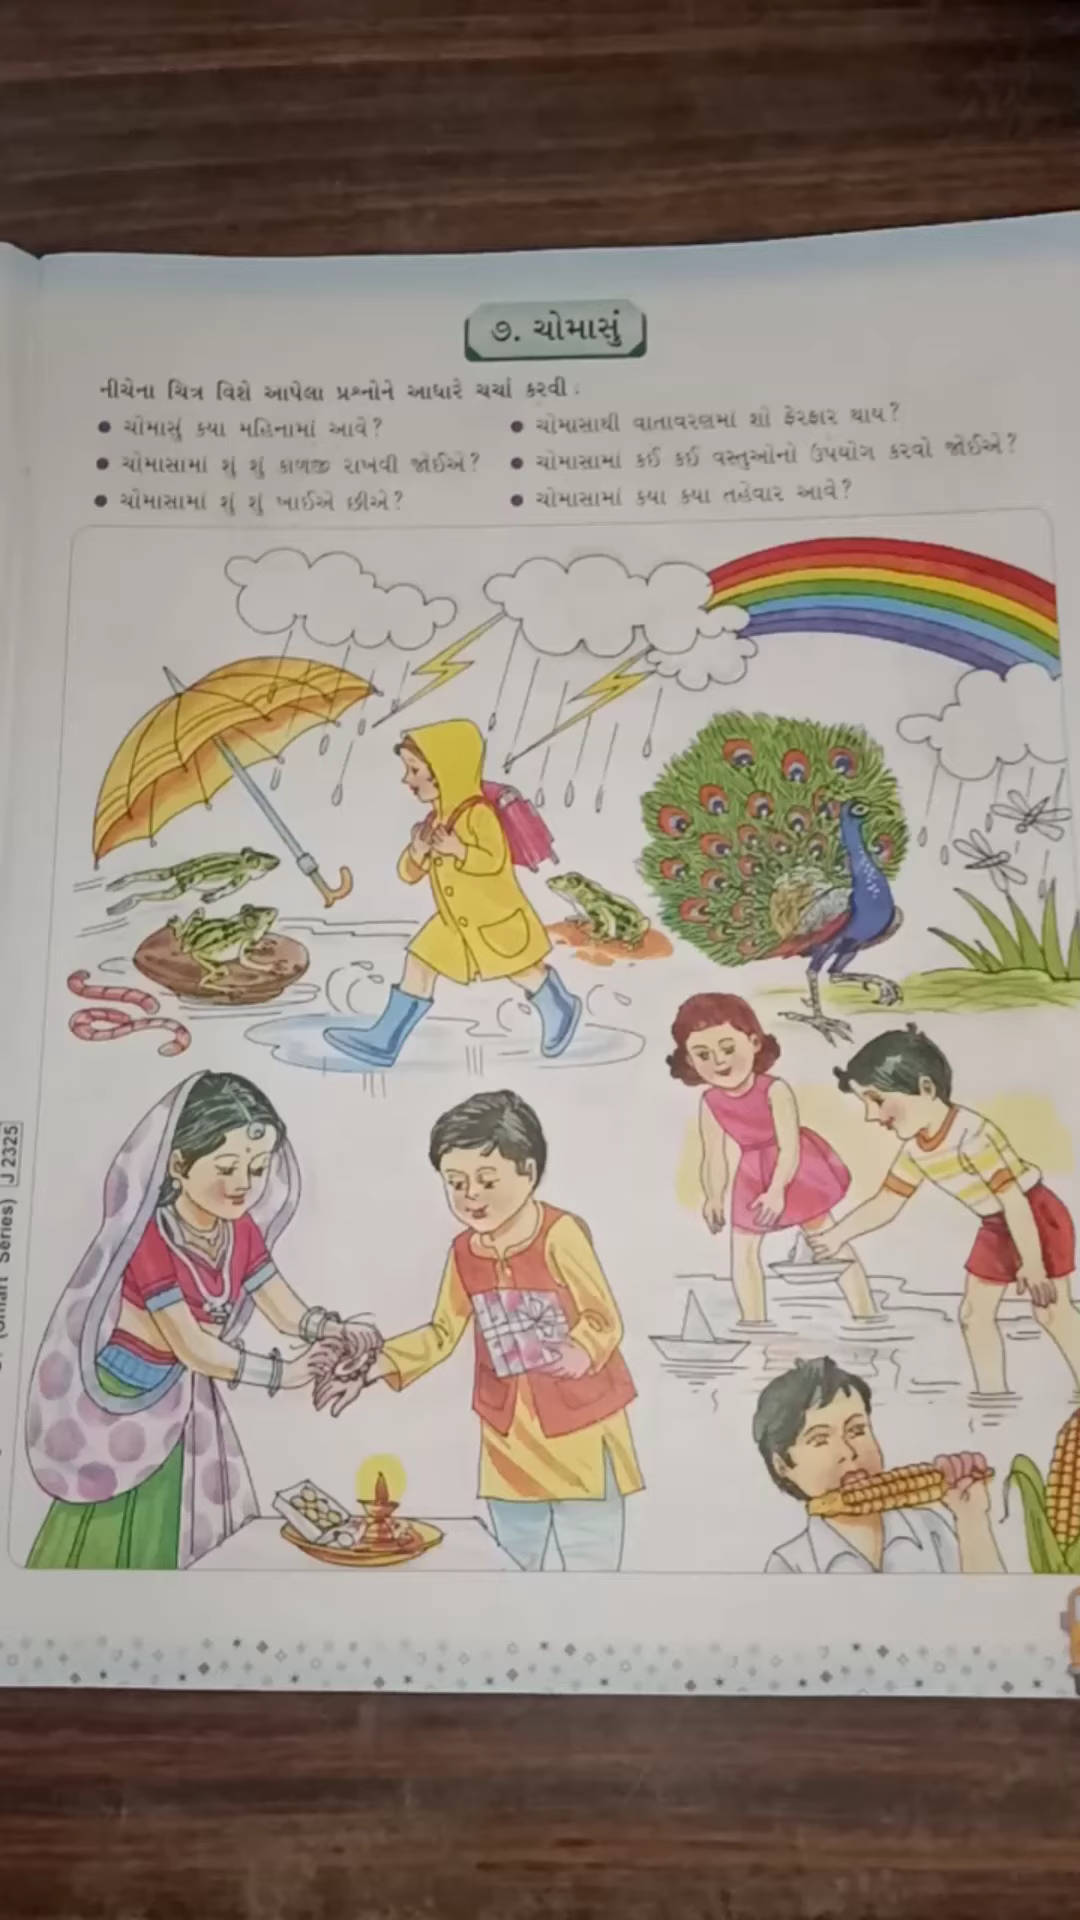 ૭. ચોમાસું
નીચેના ચિત્ર વિશે આપેલા પ્રશ્નોને આધારે ચર્ચા કરવી :
● ચોમાસું કયા મહિનામાં આવે?
● ચોમાસાથી વાતાવરણમાં શો ફેરફાર થાય?
● ચોમાસામાં શું શું કાળજી રાખવી જોઈએ?
● ચોમાસામાં કઈ કઈ વસ્તુઓનો ઉપયોગ કરવો જોઈએ?
● ચોમાસામાં શું શું ખાઈએ છીએ?
● ચોમાસામાં કયા કયા તહેવાર આવે?
Series) J 2325